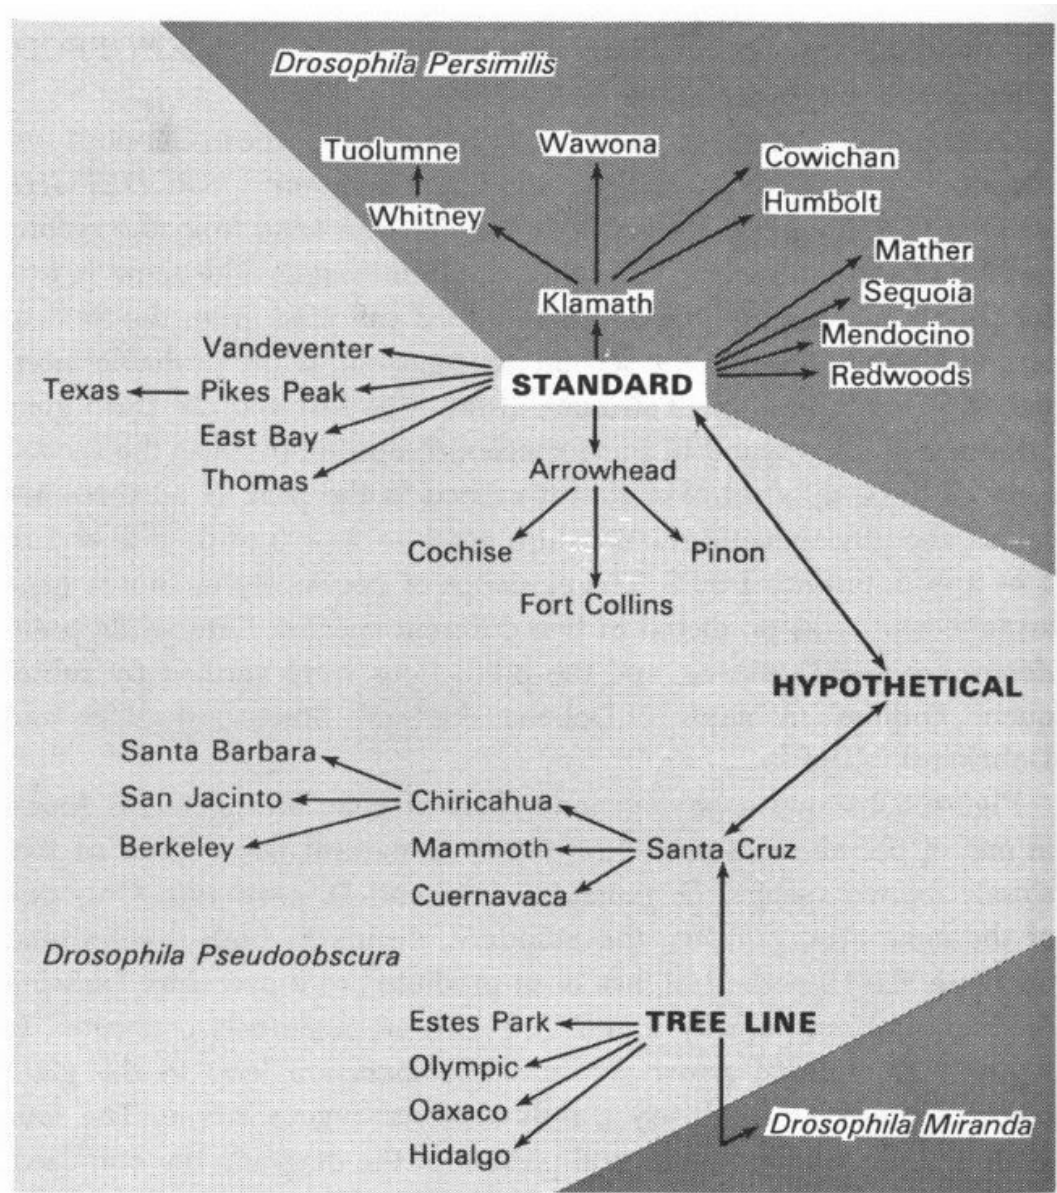 Drosophila Persimilis
Tuolumne
Wawona
Cowichan
Whitney
Humbolt
Mather
Klamath
Sequoia
Vandeventer
Mendocino
Texas
Pikes Peak
STANDARD
Redwoods
East Bay
Thomas
Arrowhead
Cochise
Pinon
Fort Collins
HYPOTHETICAL
Santa Barbara
San Jacinto
Chiricahua
Berkeley
Mammoth
Santa Cruz
Cuernavaca
Drosophila Pseudoobscura
Estes Park
TREE LINE
Olympic
Oaxaco
Drosophila Miranda
Hidalgo